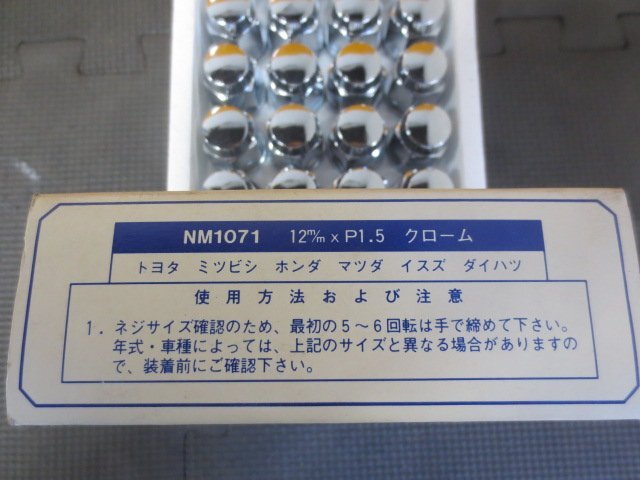 NM1071 12m/m x P1.5 クローム
トヨタ ミツビシ ホンダ マツダ イスズ ダイハツ
使用方法および注意
1. ネジサイズ確認のため、最初の5〜6回転は手で締めて下さい。
年式・車種によっては、上記のサイズと異なる場合がありますの
で、装着前にご確認下さい。